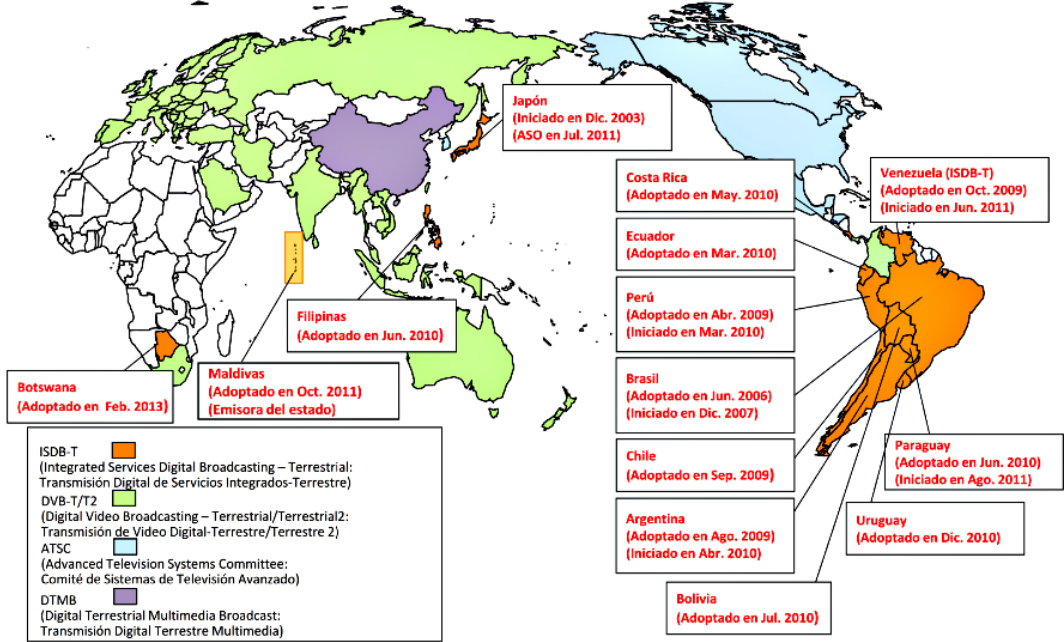 Japón
(Iniciado en Dic. 2003)
(ASO en Jul. 2011)
Costa Rica
(Adoptado en May. 2010)
Venezuela (ISDB-T)
(Adoptado en Oct. 2009)
(Iniciado en Jun. 2011)
Ecuador
(Adoptado en Mar. 2010)
Perú
(Adoptado en Abr. 2009)
(Iniciado en Mar. 2010)
Filipinas
(Adoptado en Jun. 2010)
Maldivas
(Adoptado en Oct. 2011)
(Emisora del estado)
Botswana
(Adoptado en Feb. 2013)
Brasil
(Adoptado en Jun. 2006)
(Iniciado en Dic. 2007)
Chile
(Adoptado en Sep. 2009)
Paraguay
(Adoptado en Jun. 2010)
(Iniciado en Ago. 2011)
Argentina
(Adoptado en Ago. 2009)
(Iniciado en Abr. 2010)
Uruguay
(Adoptado en Dic. 2010)
Bolivia
(Adoptado en Jul. 2010)
ISDB-T
(Integrated Services Digital Broadcasting – Terrestrial:
Transmisión Digital de Servicios Integrados-Terrestre)
DVB-T/T2
(Digital Video Broadcasting – Terrestrial/Terrestrial2:
Transmisión de Video Digital-Terrestre/Terrestre 2)
ATSC
(Advanced Television Systems Committee:
Comité de Sistemas de Televisión Avanzado)
DTMB
(Digital Terrestrial Multimedia Broadcast:
Transmisión Digital Terrestre Multimedia)